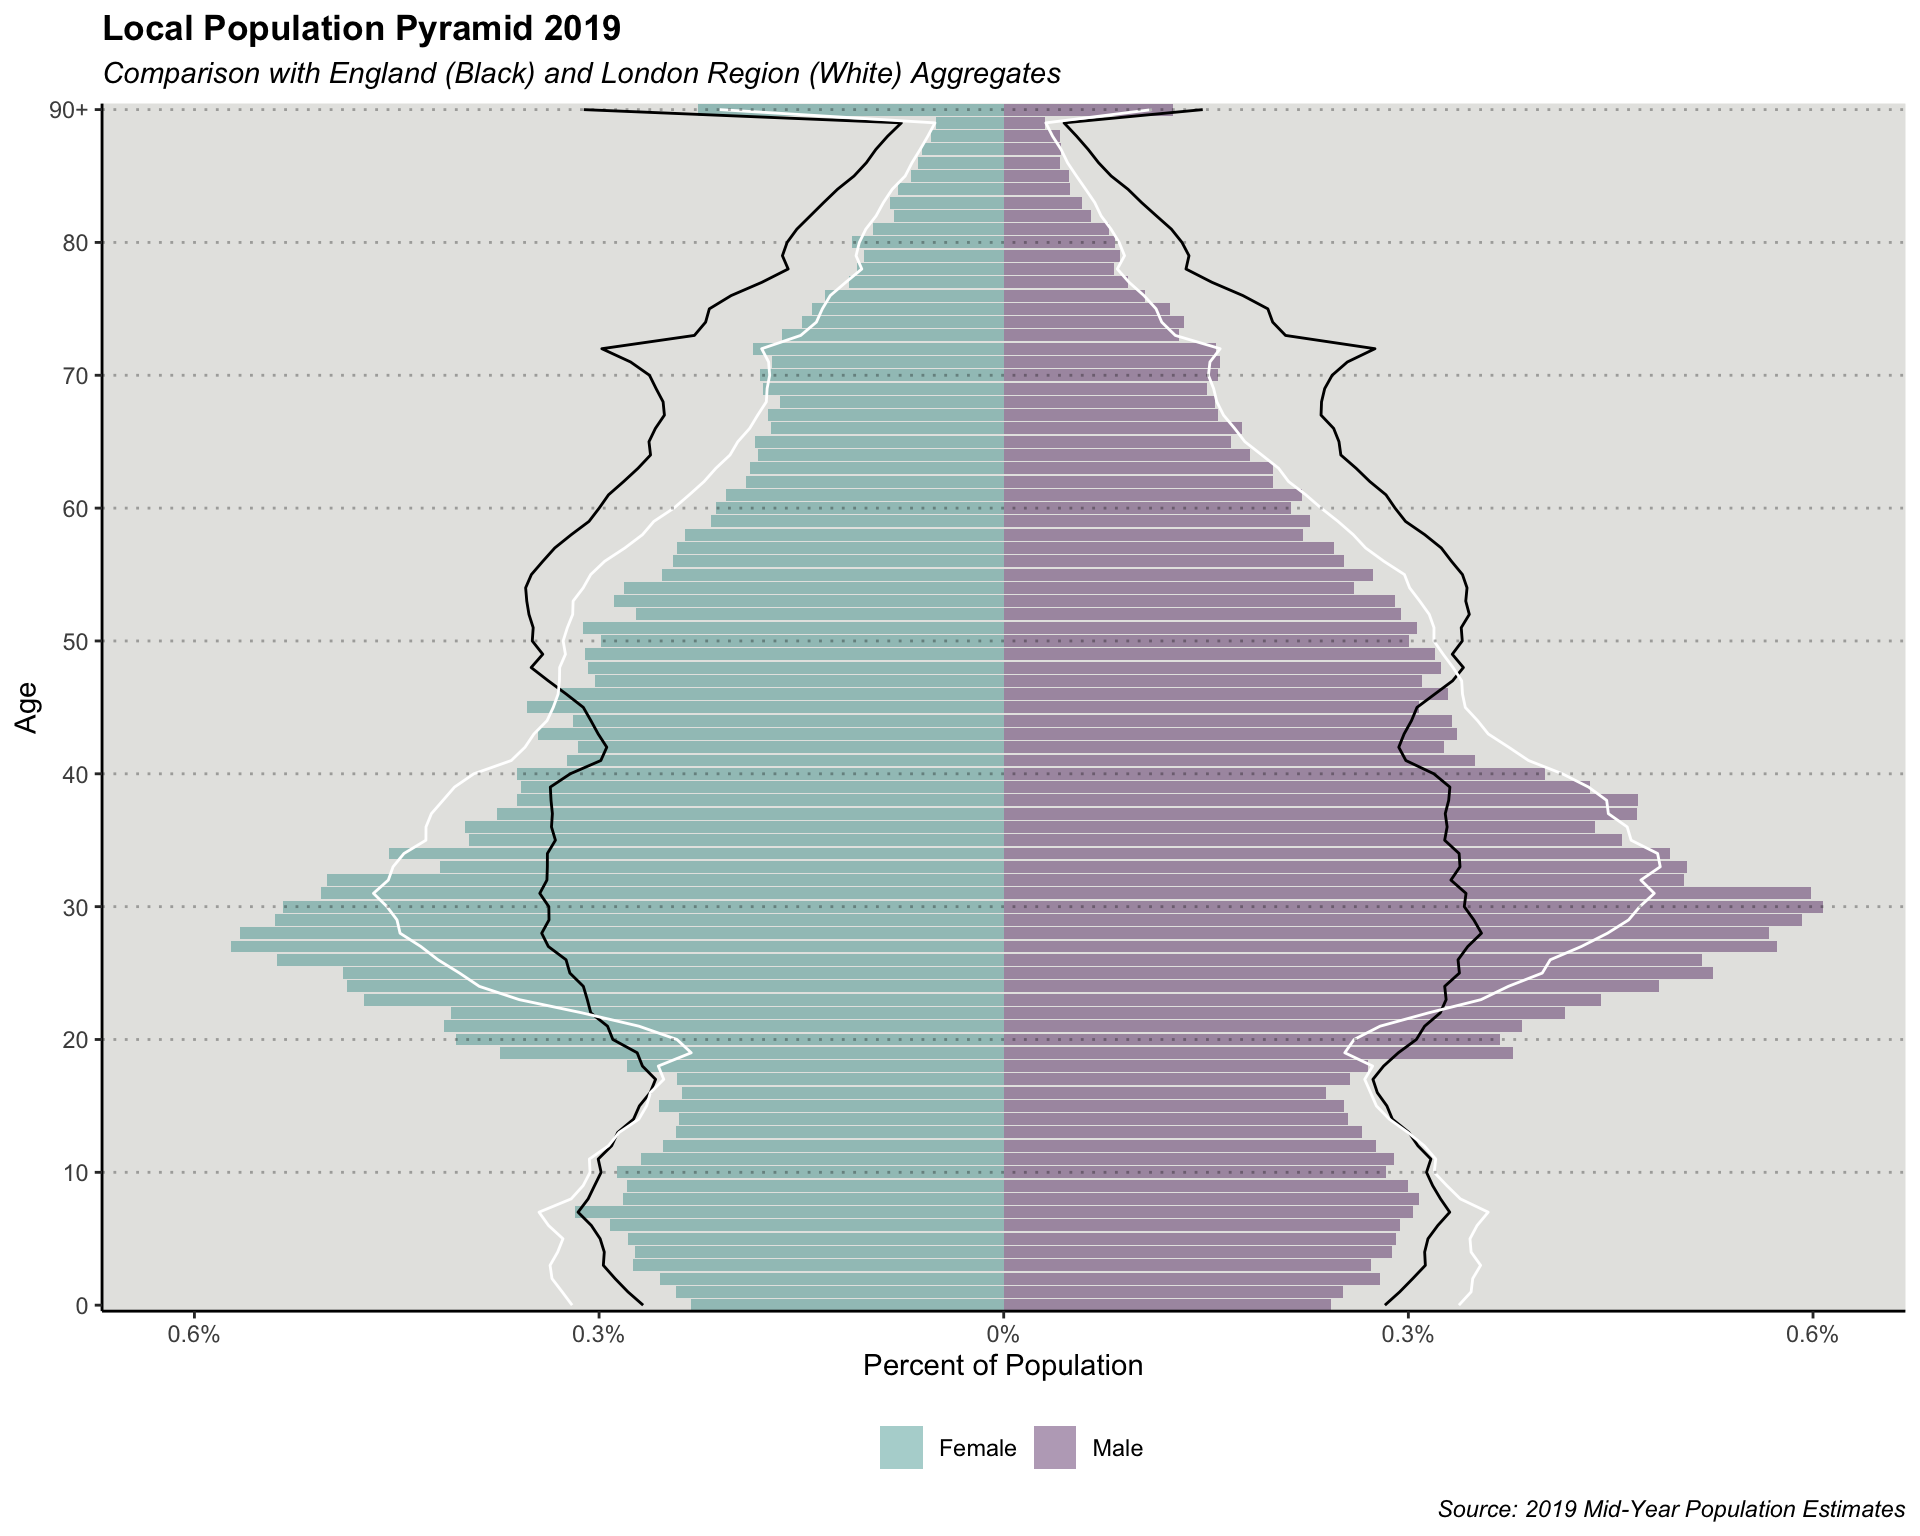 Local Population Pyramid 2019
Comparison with England (Black) and London Region (White) Aggregates
90+
80
70
60
50
40
30
20
10
0
Age
0.6%
0.3%
0%
0.3%
0.6%
Percent of Population
Female
Male
Source: 2019 Mid-Year Population Estimates